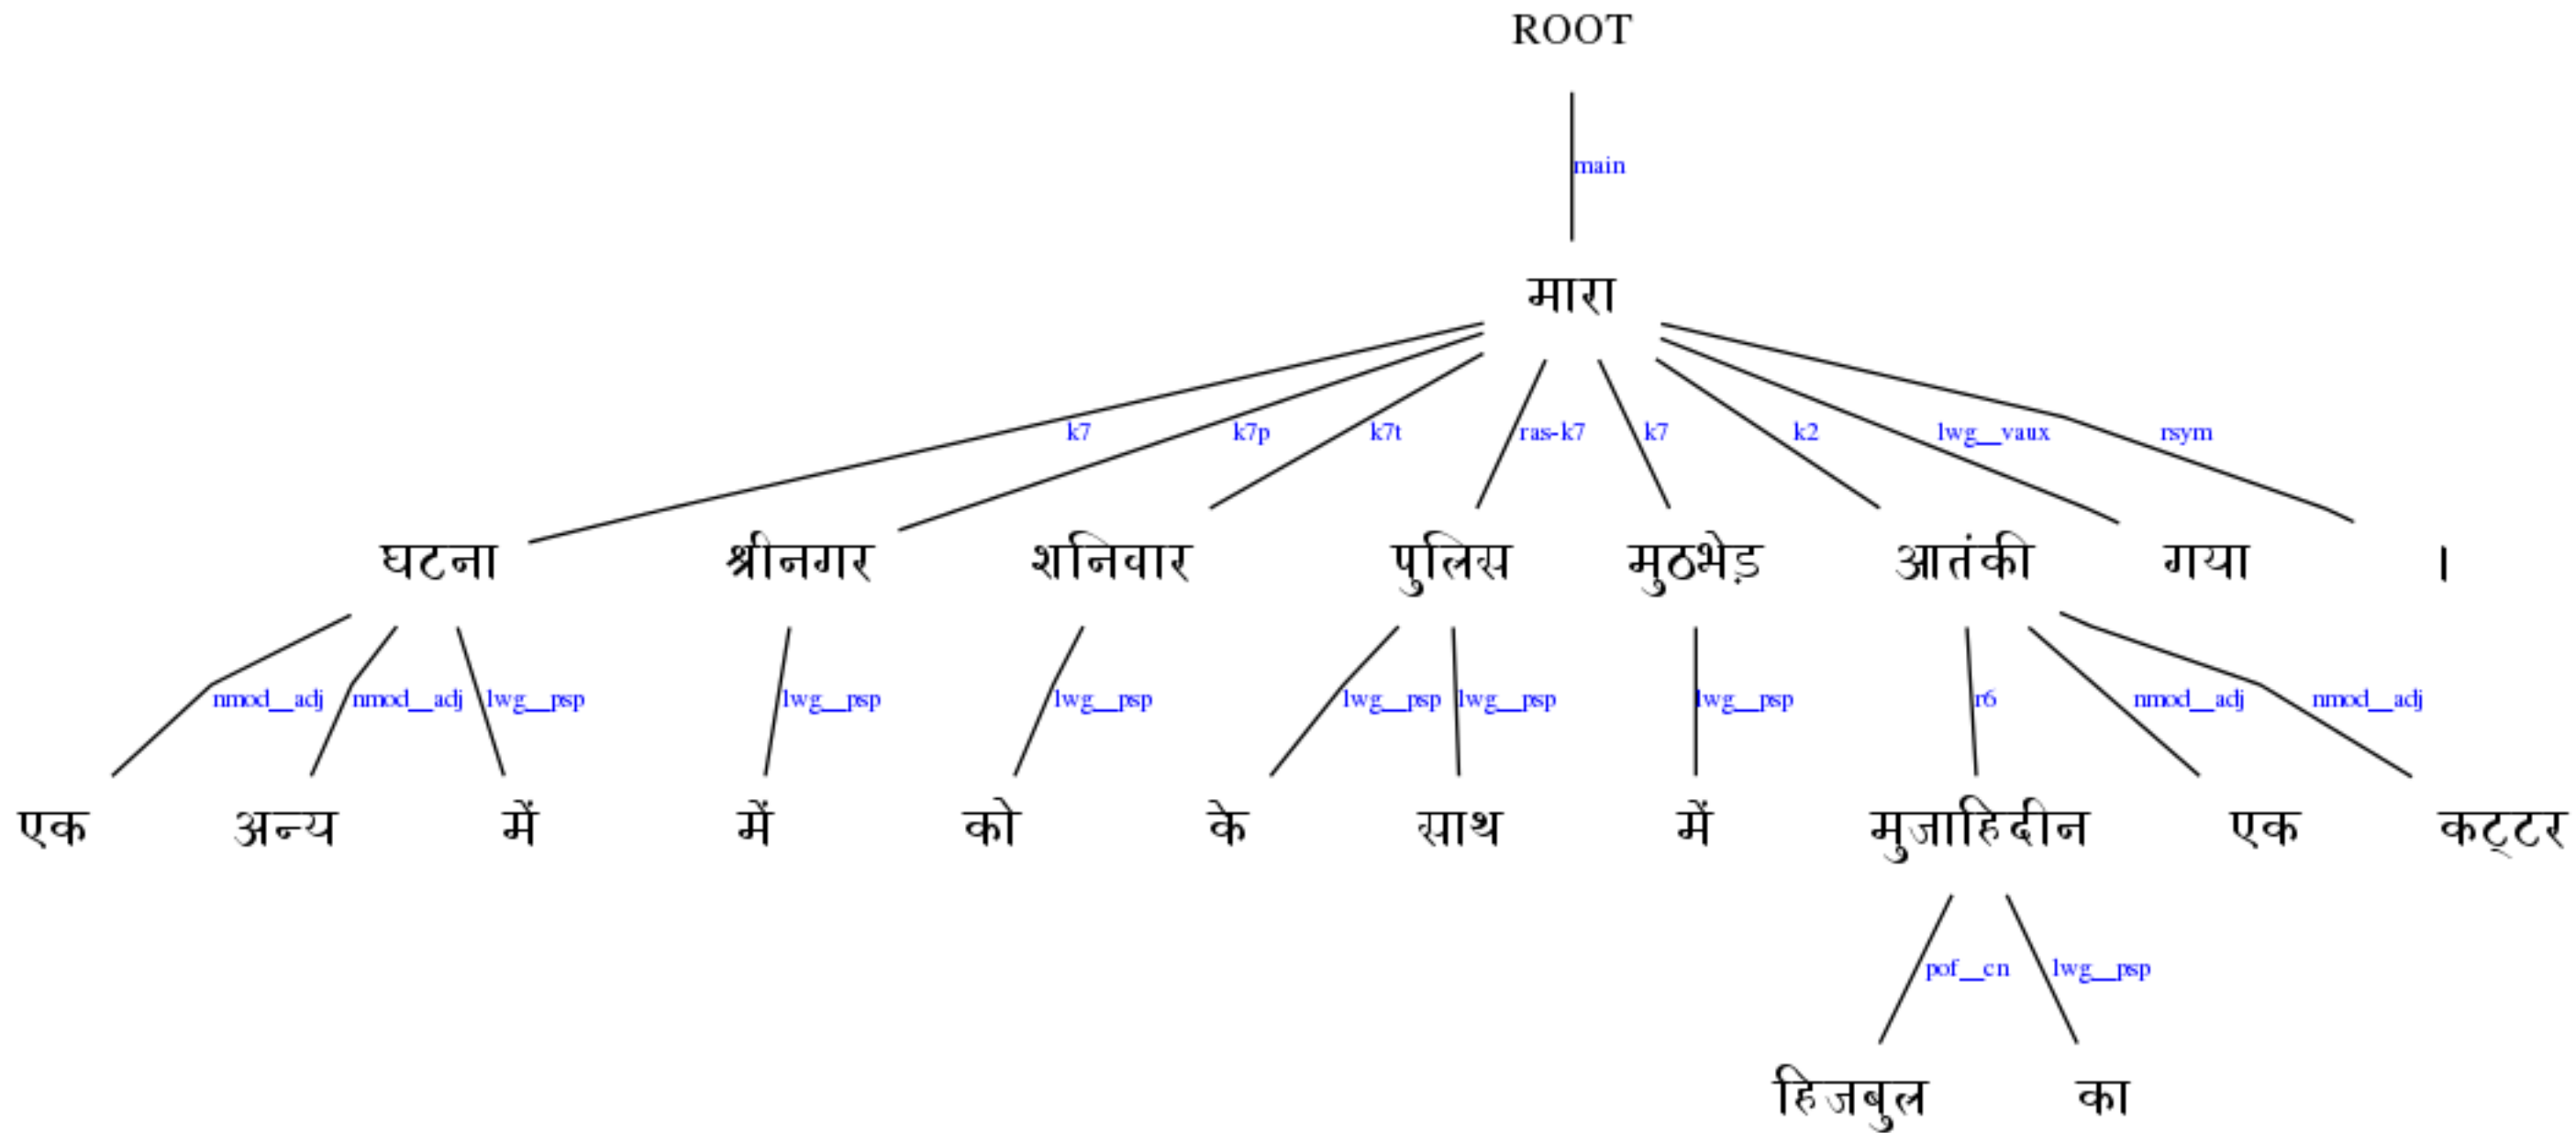 ROOT
main
मारा
k7 k7p k7t ras-k7 k7 k2 lwg__vaux rsym
घटना श्रीनगर शनिवार पुलिस मुठभेड़ आतंकी गया ।
nmod__adj nmod__adj lwg__psp lwg__psp lwg__psp lwg__psp lwg__psp lwg__psp r6 nmod__adj nmod__adj
एक अन्य में में को के साथ में मुजाहिदीन एक कट्टर
pof__cn lwg__psp
हिजबुल का